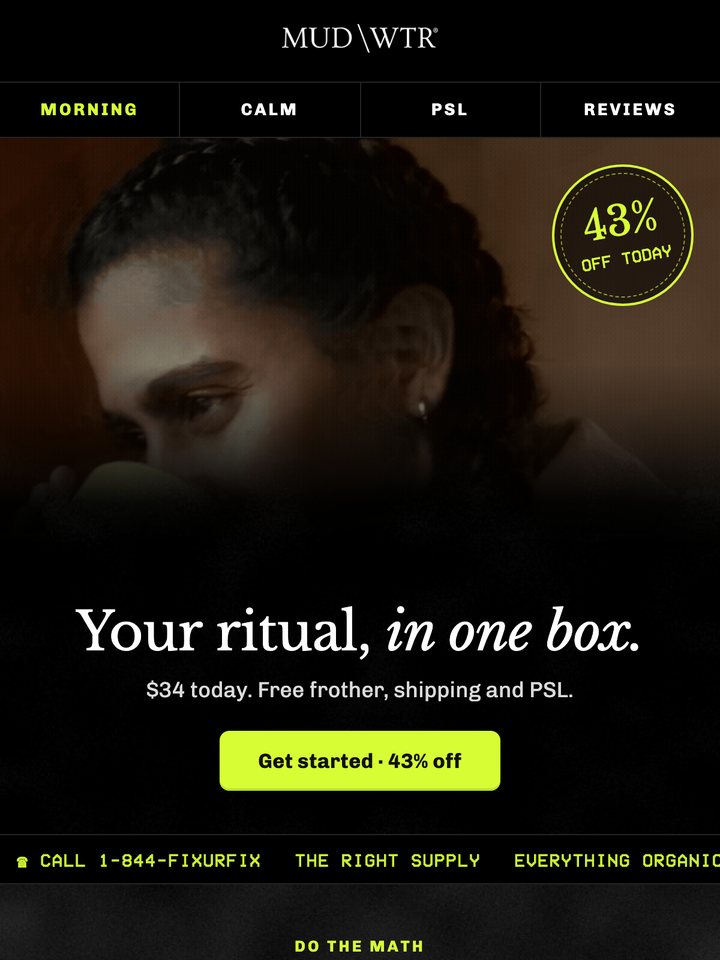 MUD\WTR®
MORNING CALM PSL REVIEWS
43%
OFF TODAY
Your ritual, in one box.
$34 today. Free frother, shipping and PSL.
Get started · 43% off
☎ CALL 1-844-FIXURFIX THE RIGHT SUPPLY EVERYTHING ORGANIC
DO THE MATH